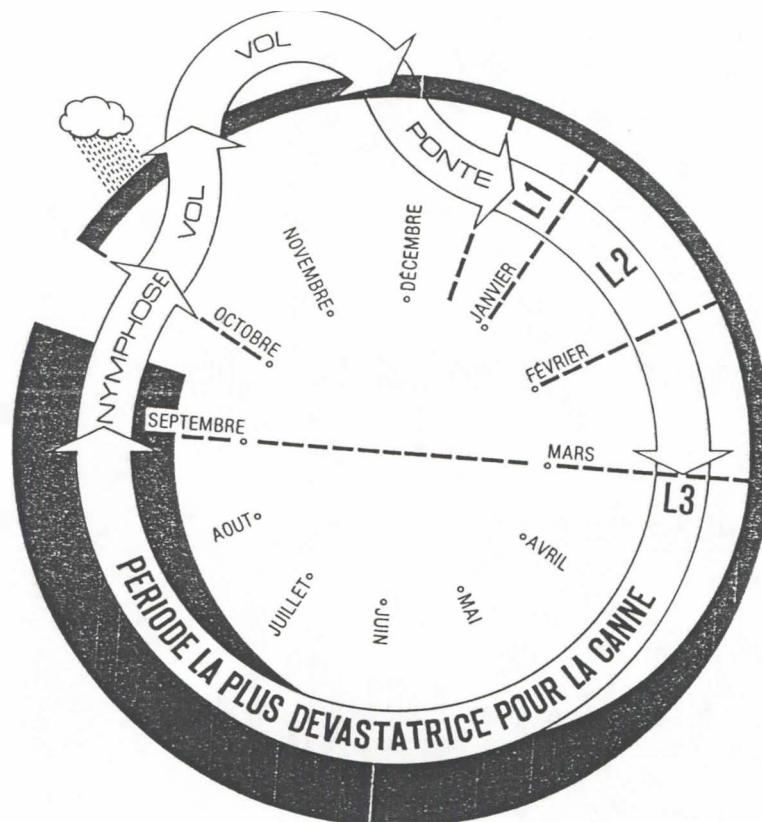 VOL
VOL
PONTE
L1
L2
NYMPHOSE
NOVEMBRE
DÉCEMBRE
JANVIER
OCTOBRE
FÉVRIER
SEPTEMBRE
MARS
L3
AOUT
AVRIL
JUILLET
JUIN
MAI
PERIODE LA PLUS DEVASTATRICE POUR LA CANNE